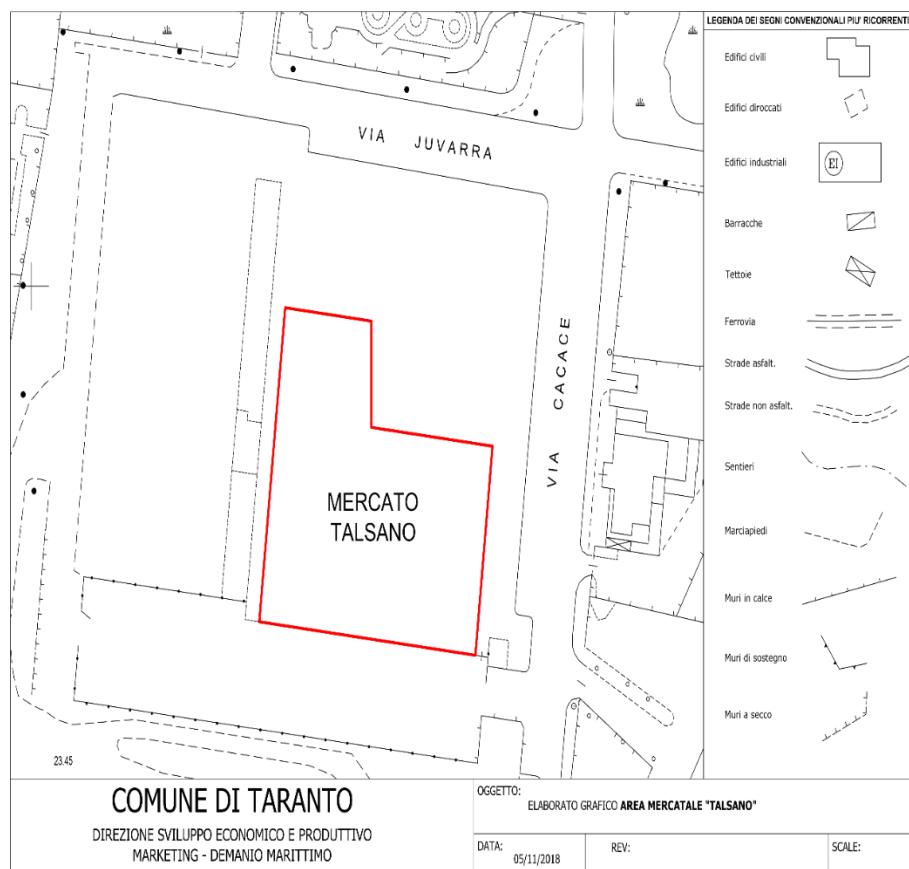 VIA JUVARRA
VIA CACACE
MERCATO
TALSANO
23.45
LEGENDA DEI SEGNI CONVENZIONALI PIU' RICORRENTI
Edifici civili
Edifici diroccati
Edifici industriali
EI
Barracche
Tettoie
Ferrovia
Strade asfalt.
Strade non asfalt.
Sentieri
Marciapiedi
Muri in calce
Muri di sostegno
Muri a secco
COMUNE DI TARANTO
DIREZIONE SVILUPPO ECONOMICO E PRODUTTIVO
MARKETING - DEMANIO MARITTIMO
OGGETTO:
ELABORATO GRAFICO AREA MERCATALE "TALSANO"
DATA:
05/11/2018
REV:
SCALE: